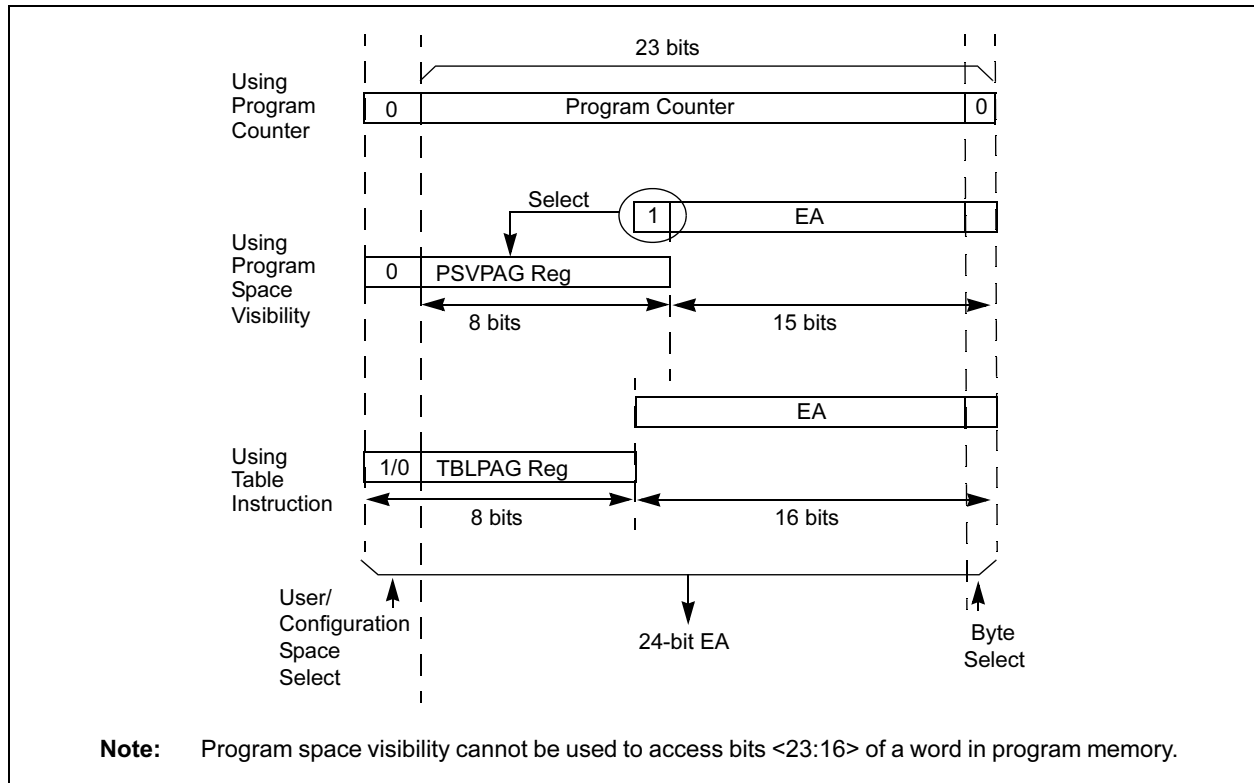 23 bits
Using
Program
Counter
0
Program Counter
0
Select
1
EA
Using
Program
Space
Visibility
0
PSVPAG Reg
8 bits
15 bits
EA
Using
Table
Instruction
1/0
TBLPAG Reg
8 bits
16 bits
User/
Configuration
Space
Select
24-bit EA
Byte
Select
Note: Program space visibility cannot be used to access bits <23:16> of a word in program memory.